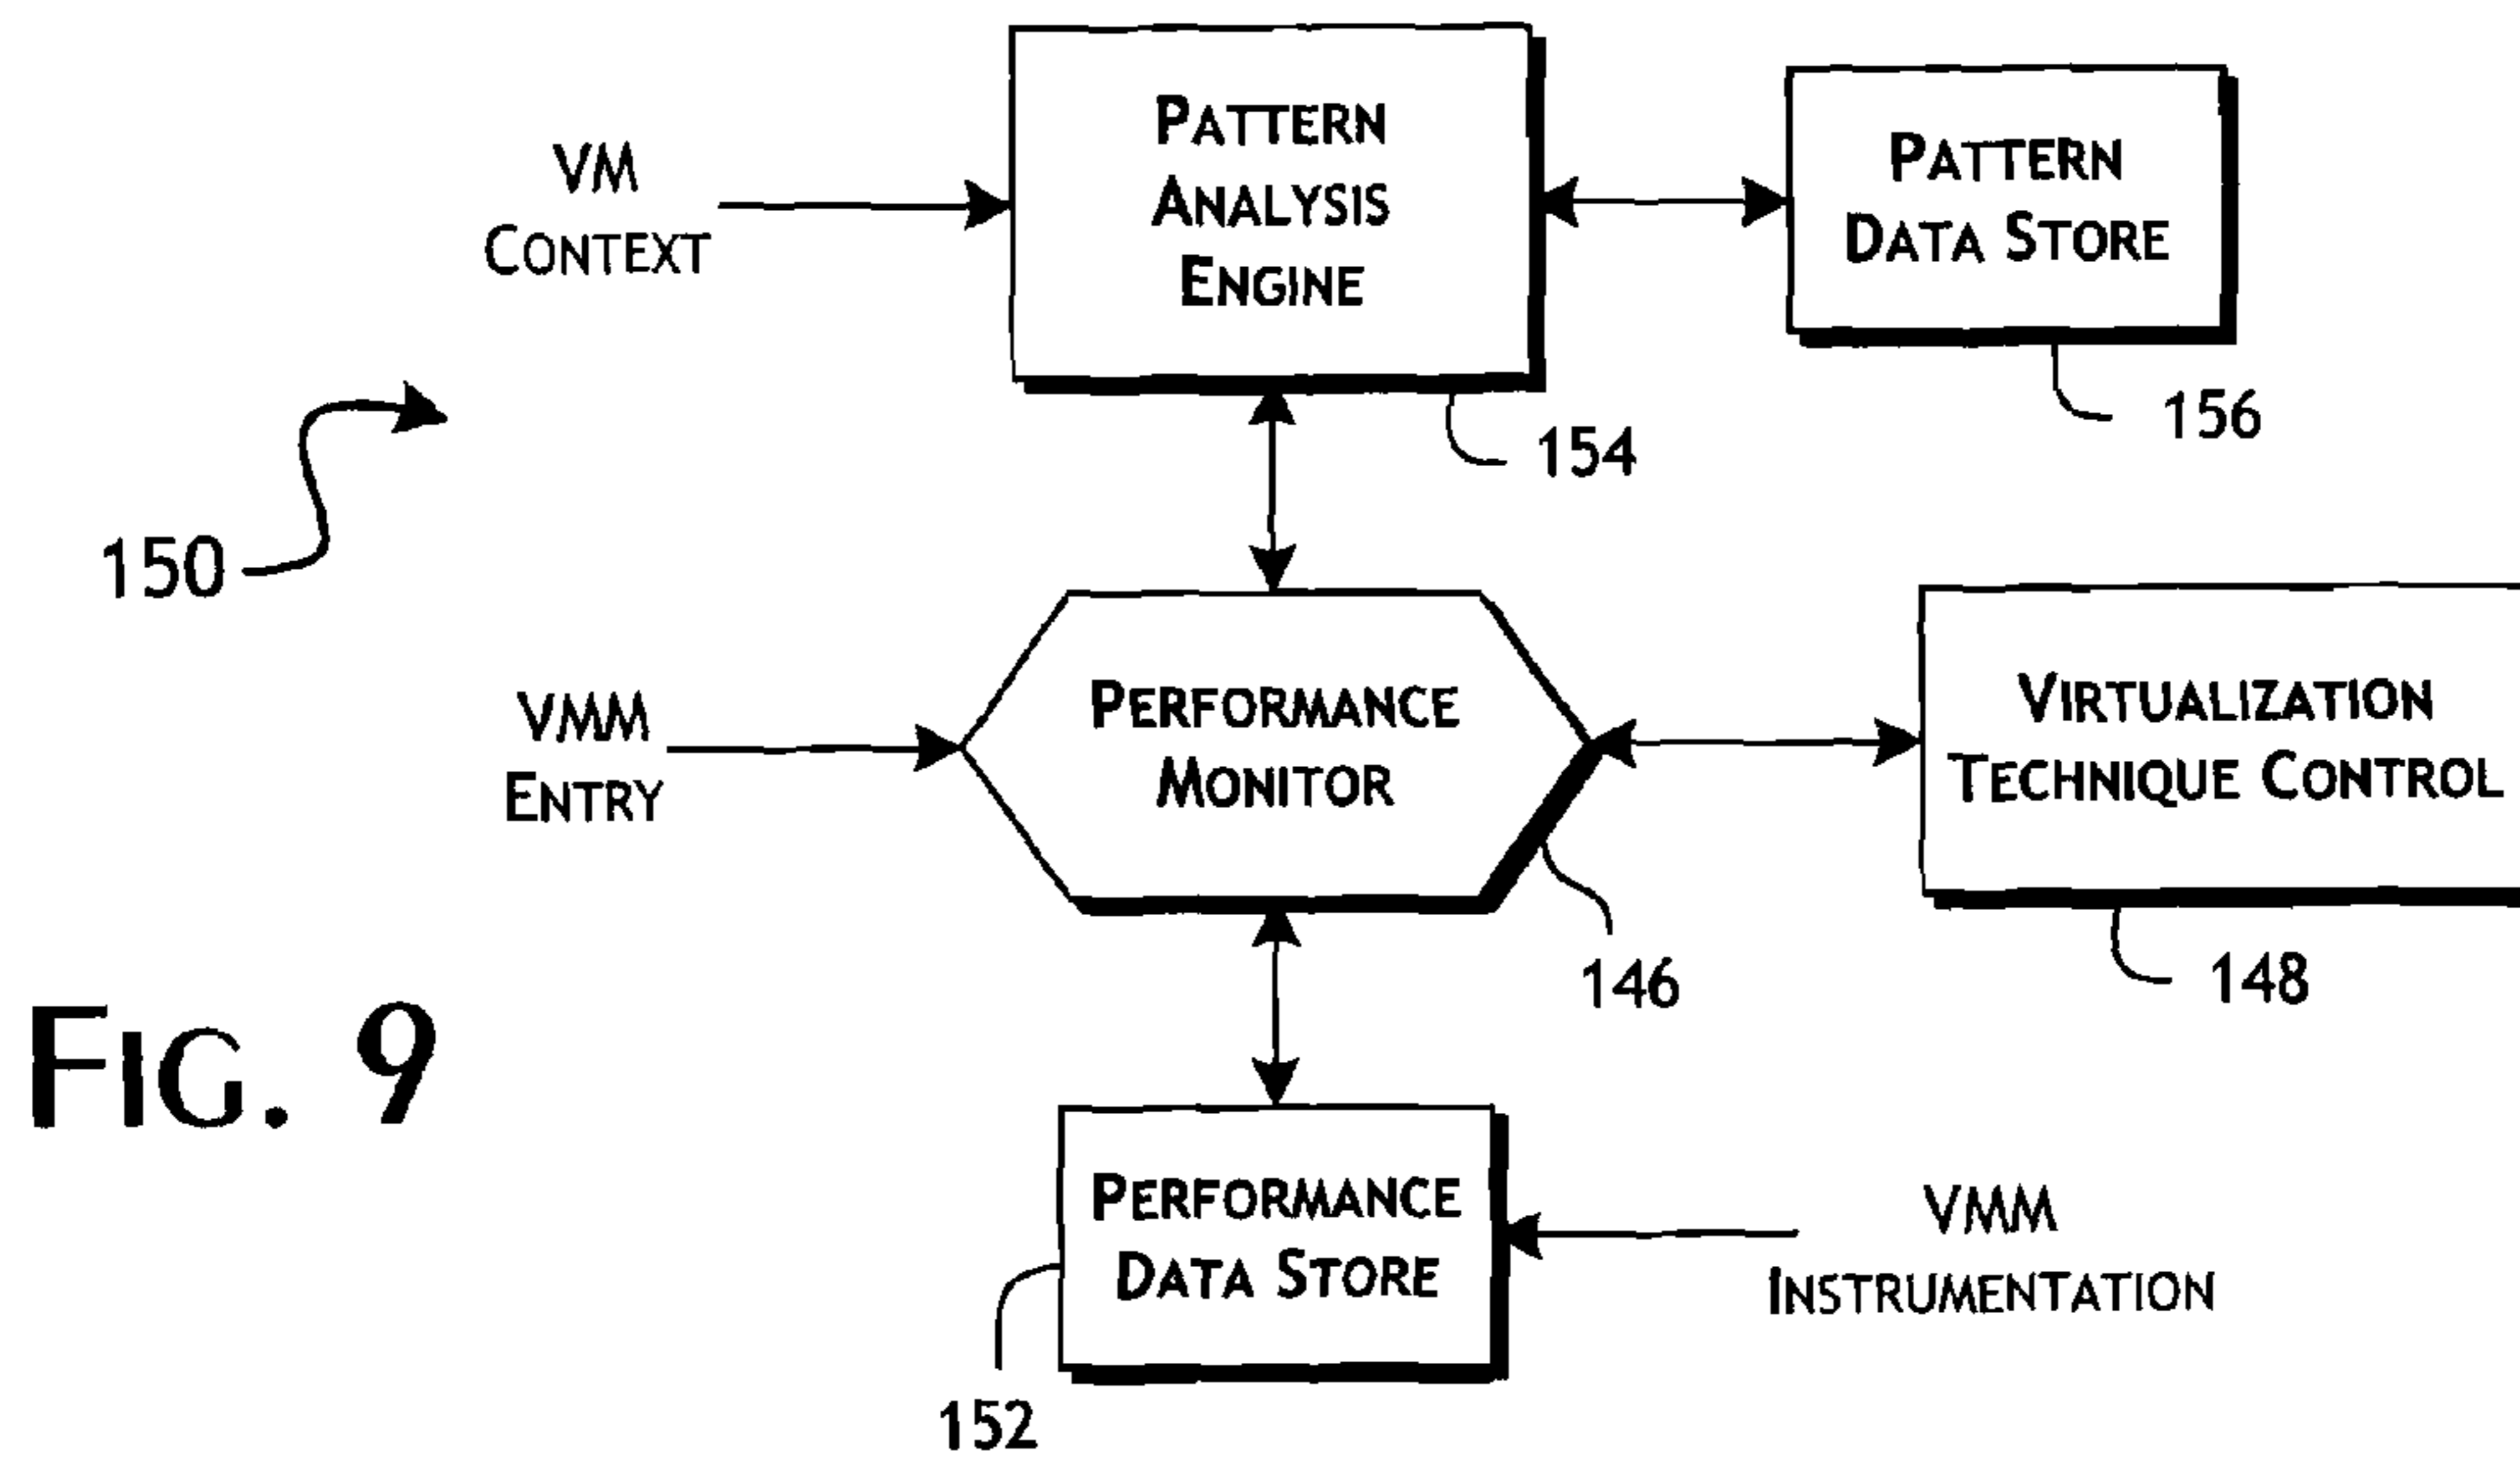 VM
CONTEXT
PATTERN
ANALYSIS
ENGINE
PATTERN
DATA STORE
154
156
150
VMM
ENTRY
PERFORMANCE
MONITOR
VIRTUALIZATION
TECHNIQUE CONTROL
146
148
FIG. 9
PERFORMANCE
DATA STORE
VMM
INSTRUMENTATION
152